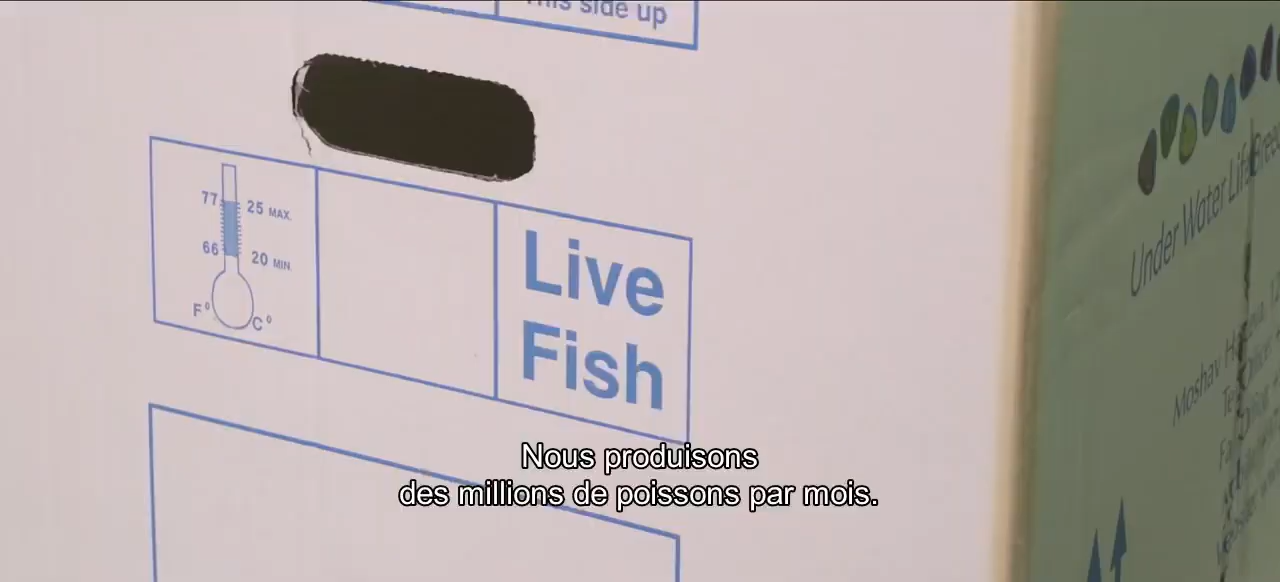 This side up
77
25 MAX.
66
20 MIN.
F°
C°
Live
Fish
Under Water Life
Moshav
Nous produisons
des millions de poissons par mois.